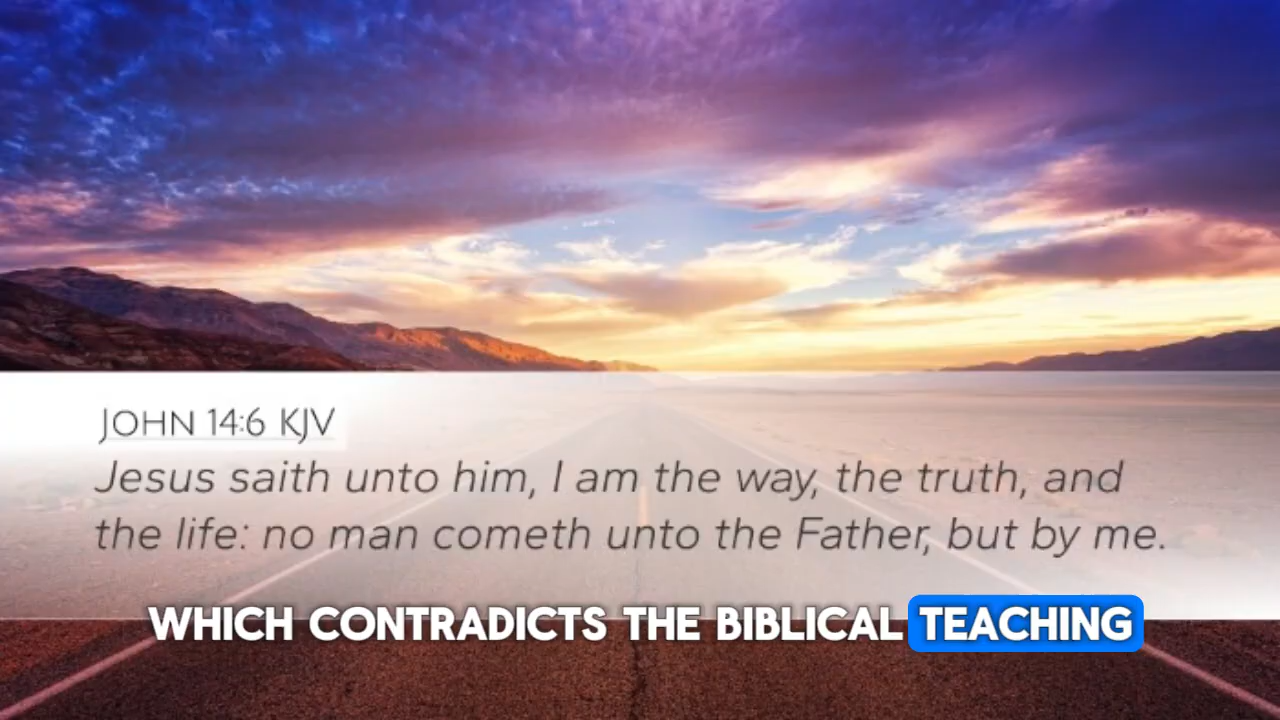 JOHN 14:6 KJV
Jesus saith unto him, I am the way, the truth, and
the life: no man cometh unto the Father, but by me.
WHICH CONTRADICTS THE BIBLICAL TEACHING